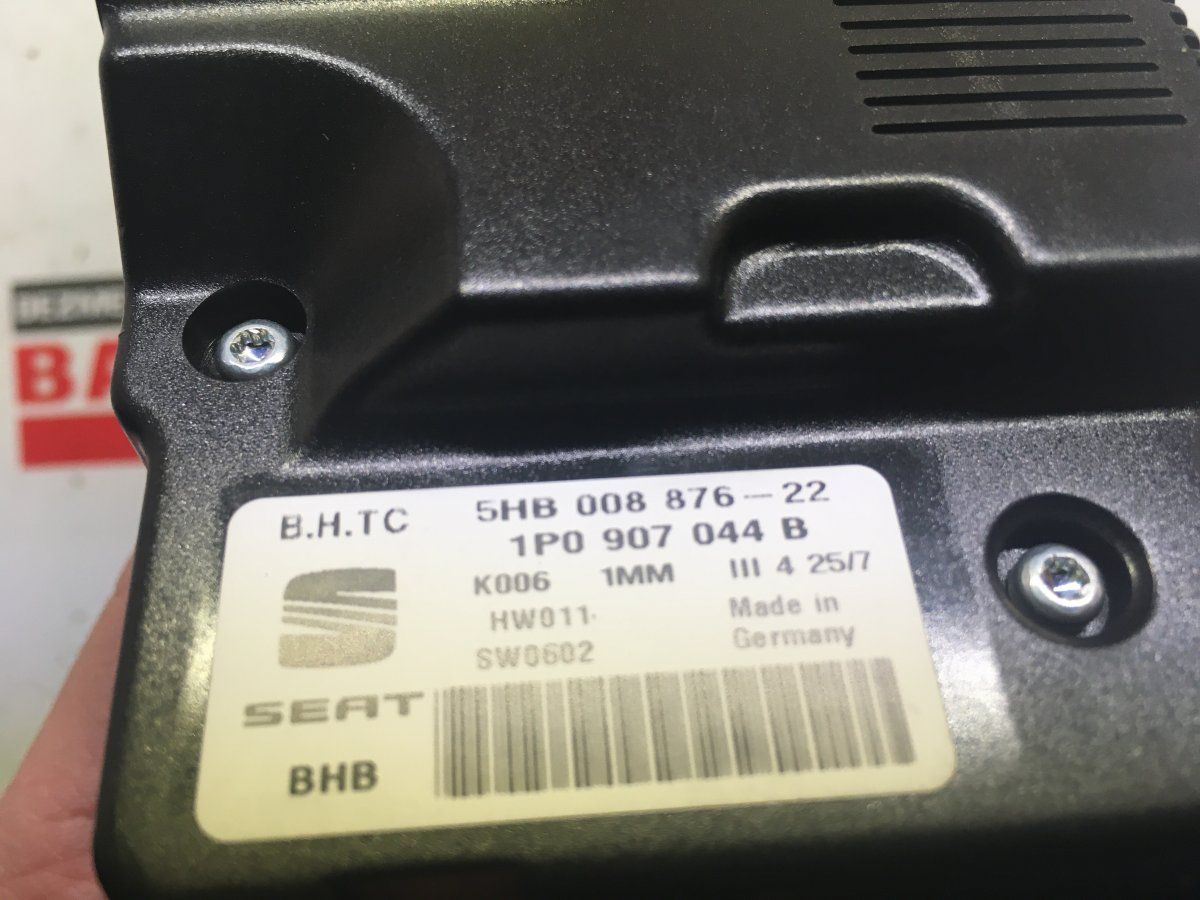 BA
B.H.TC
5HB 008 876-22
1P0 907 044 B
K006 1MM III 4 25/7
HW011
Made in
SW0602
Germany
SEAT
BHB